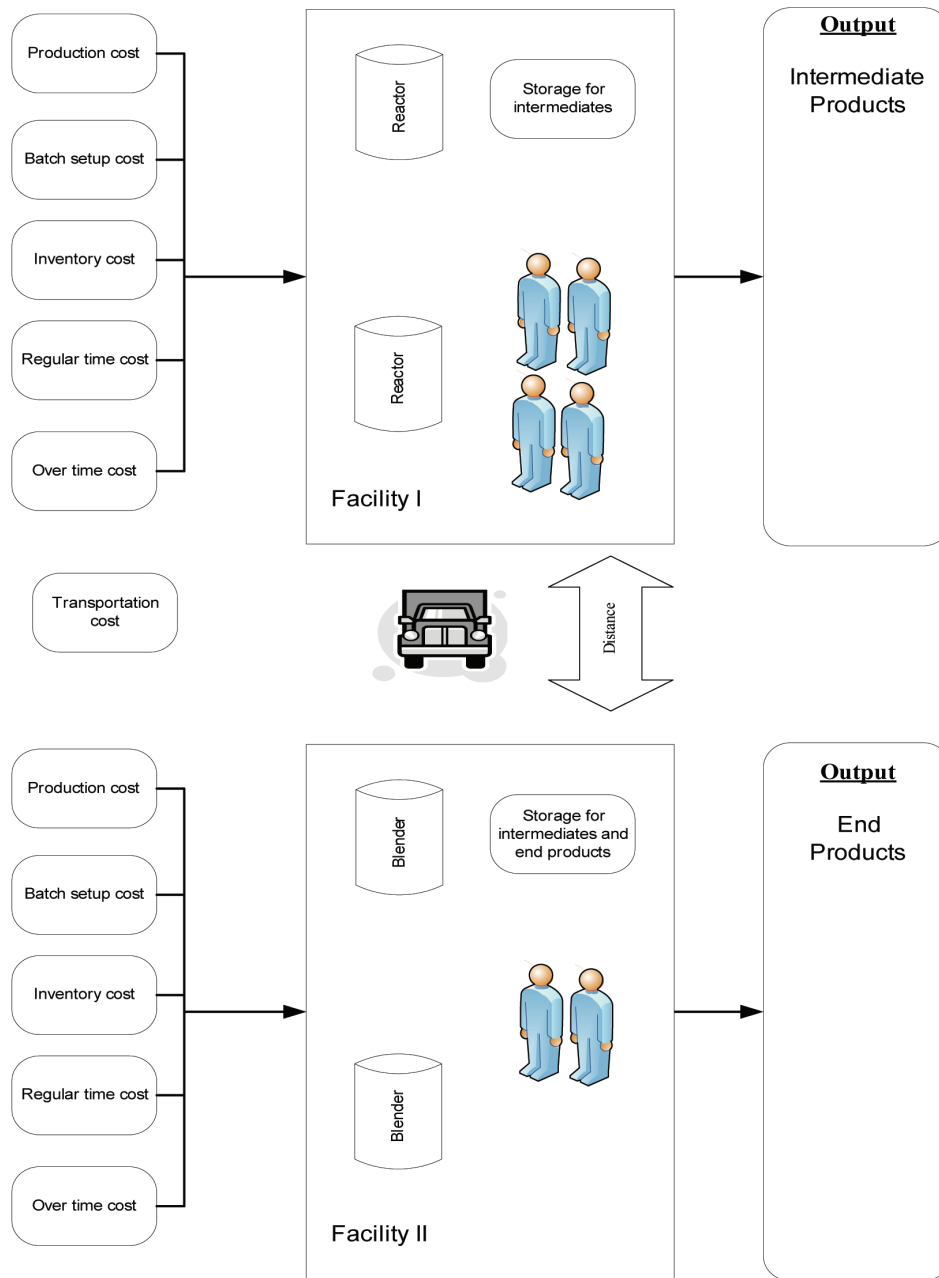 Production cost
Batch setup cost
Inventory cost
Regular time cost
Over time cost
Reactor
Storage for
intermediates
Reactor
Facility I
Output
Intermediate
Products
Transportation
cost
Distance
Production cost
Batch setup cost
Inventory cost
Regular time cost
Over time cost
Blender
Storage for
intermediates and
end products
Blender
Facility II
Output
End
Products